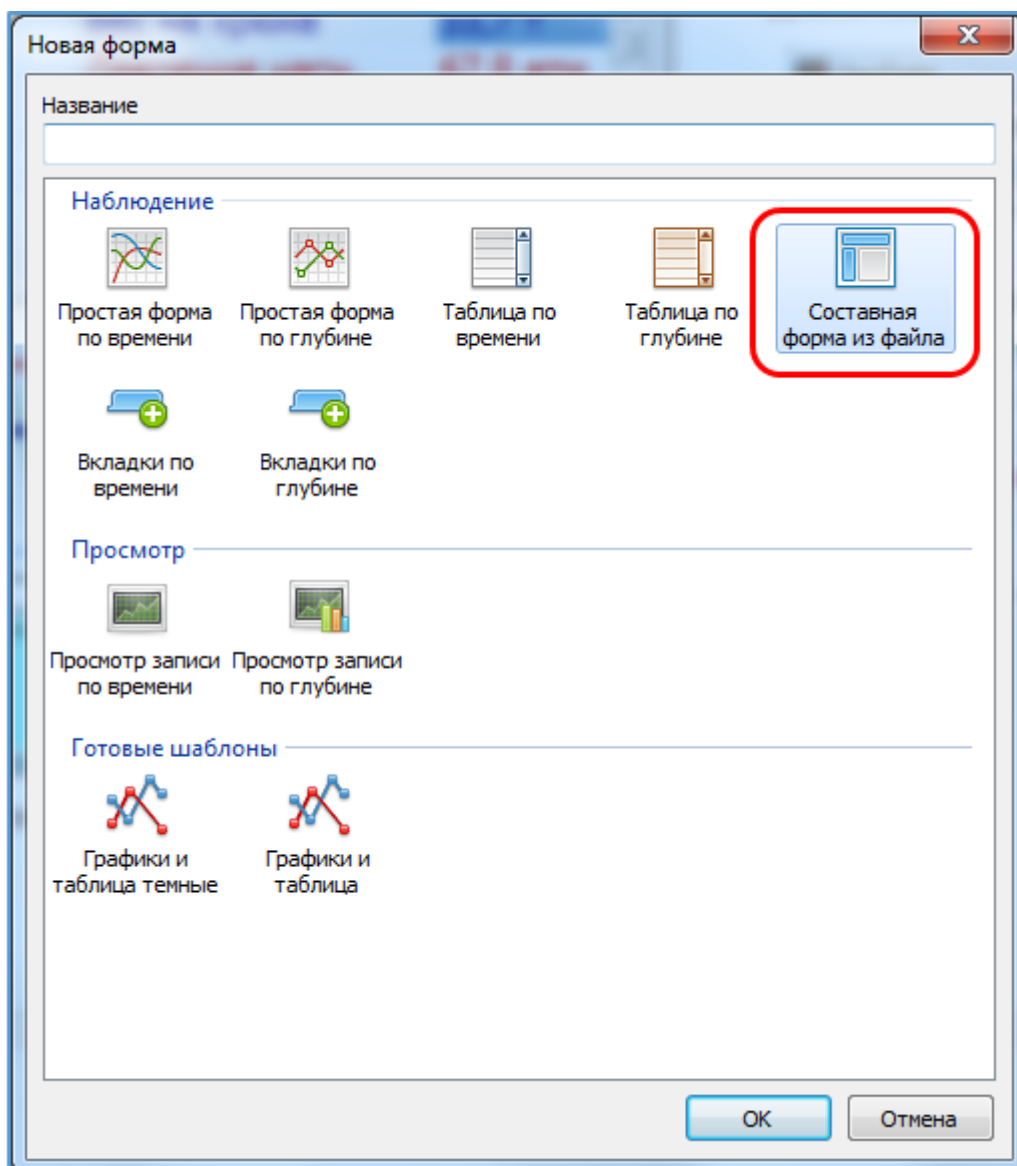 Новая форма
Название
Наблюдение
Простая форма
по времени
Простая форма
по глубине
Таблица по
времени
Таблица по
глубине
Составная
форма из файла
Вкладки по
времени
Вкладки по
глубине
Просмотр
Просмотр записи
по времени
Просмотр записи
по глубине
Готовые шаблоны
Графики и
таблица темные
Графики и
таблица
OK
Отмена